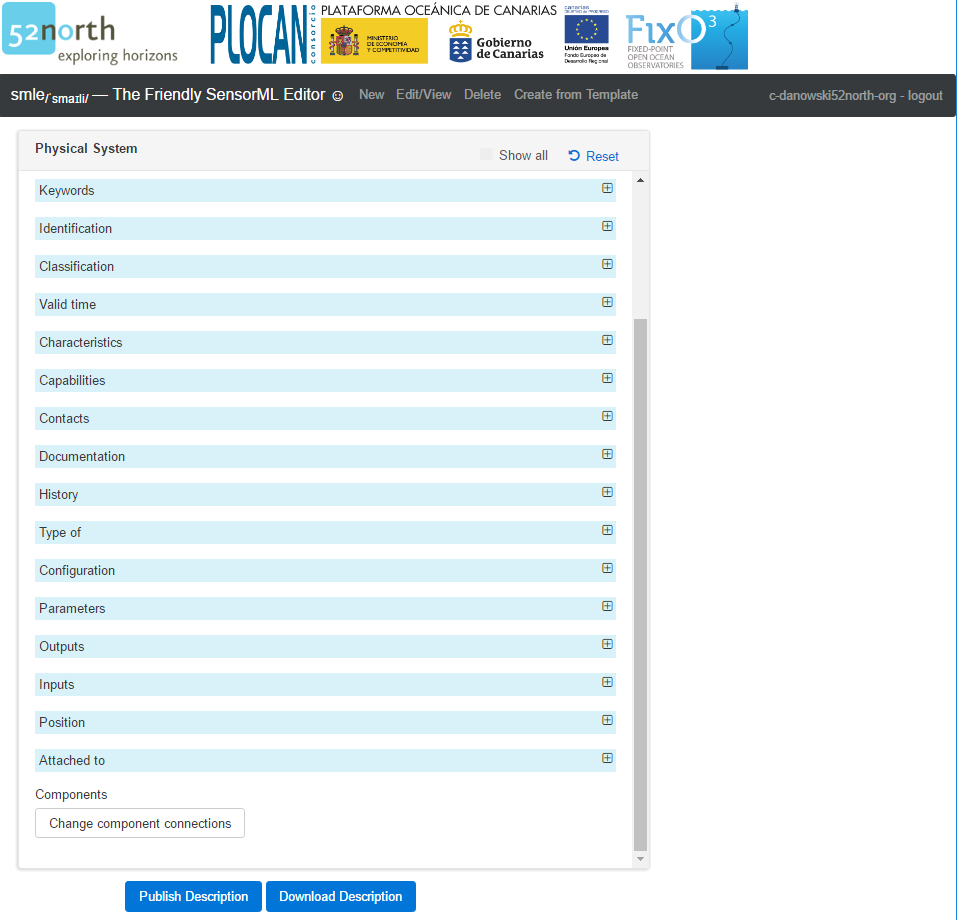 52north
exploring horizons
PLOCAN
consorcio
PLATAFORMA OCEÁNICA DE CANARIAS
MINISTERIO
DE ECONOMÍA
Y COMPETITIVIDAD
Gobierno
de Canarias
canarias
Unión Europea
Fondo Europeo de
Desarrollo Regional
FixO3
FIXED-POINT
OPEN OCEAN
OBSERVATORIES
smle/ˈsmaɪli/ — The Friendly SensorML Editor ☺ New Edit/View Delete Create from Template c-danowski52north-org - logout
Physical System
Show all Reset
Keywords
Identification
Classification
Valid time
Characteristics
Capabilities
Contacts
Documentation
History
Type of
Configuration
Parameters
Outputs
Inputs
Position
Attached to
Components
Change component connections
Publish Description Download Description